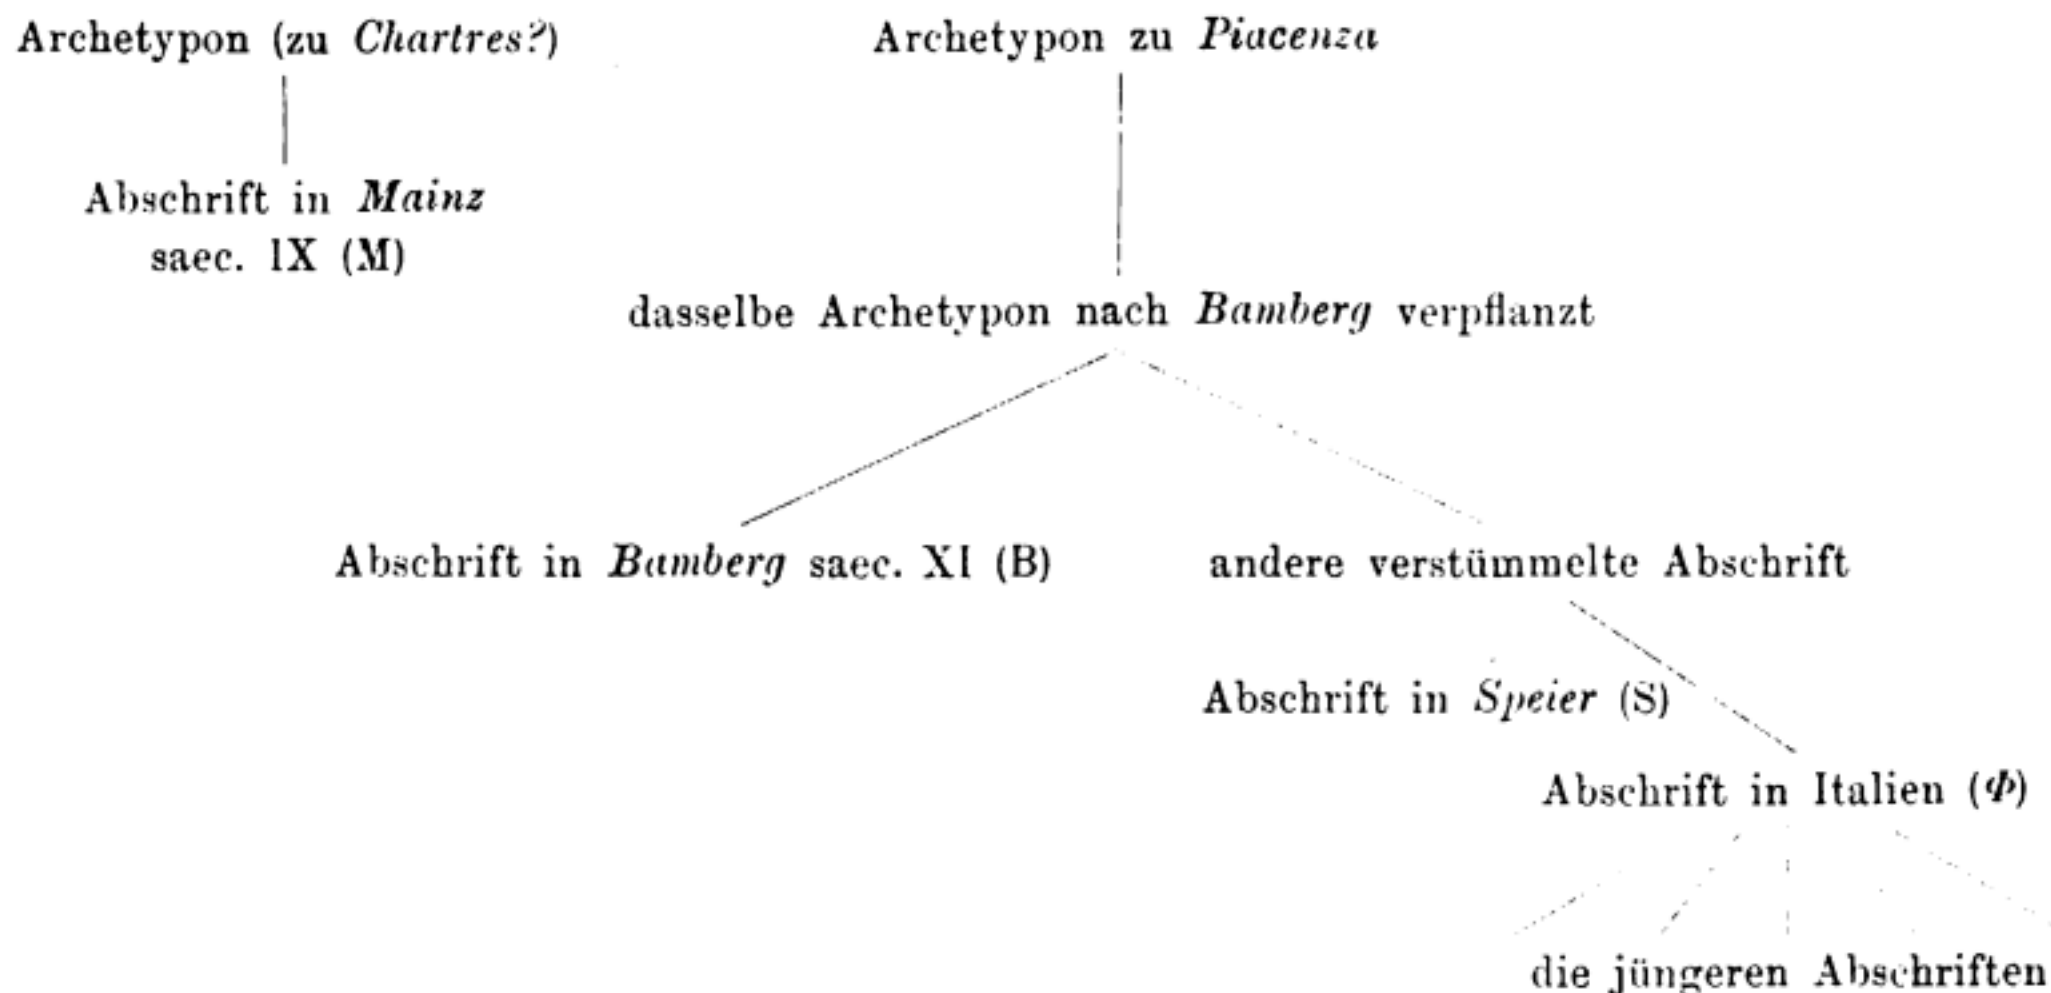 Archetypon (zu Chartres?)
Archetypon zu Piacenza
Abschrift in Mainz
saec. IX (M)
dasselbe Archetypon nach Bamberg verpflanzt
Abschrift in Bamberg saec. XI (B)
andere verstümmelte Abschrift
Abschrift in Speier (S)
Abschrift in Italien (Φ)
die jüngeren Abschriften